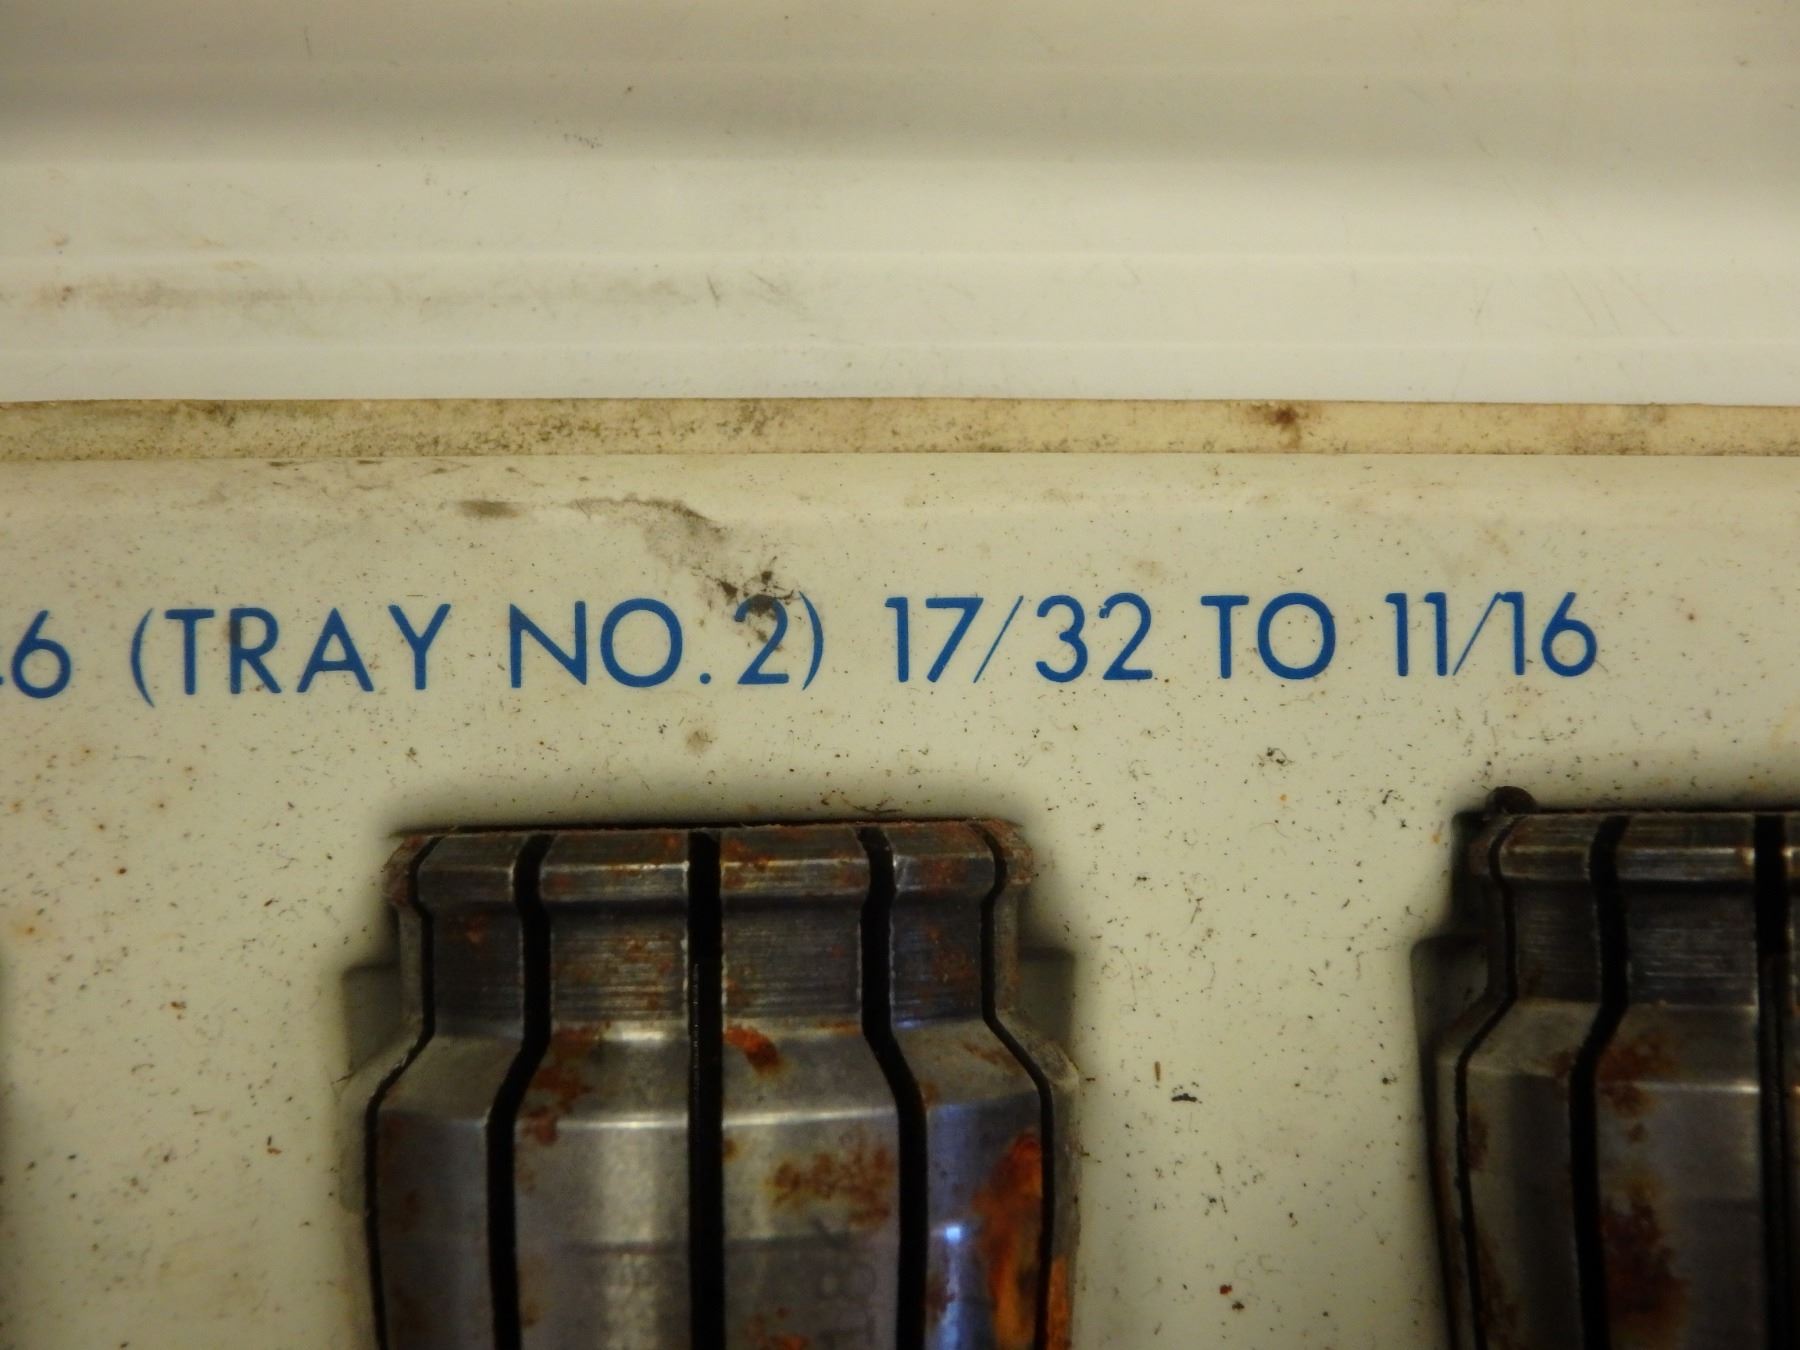 6 (TRAY NO. 2) 17/32 TO 11/16